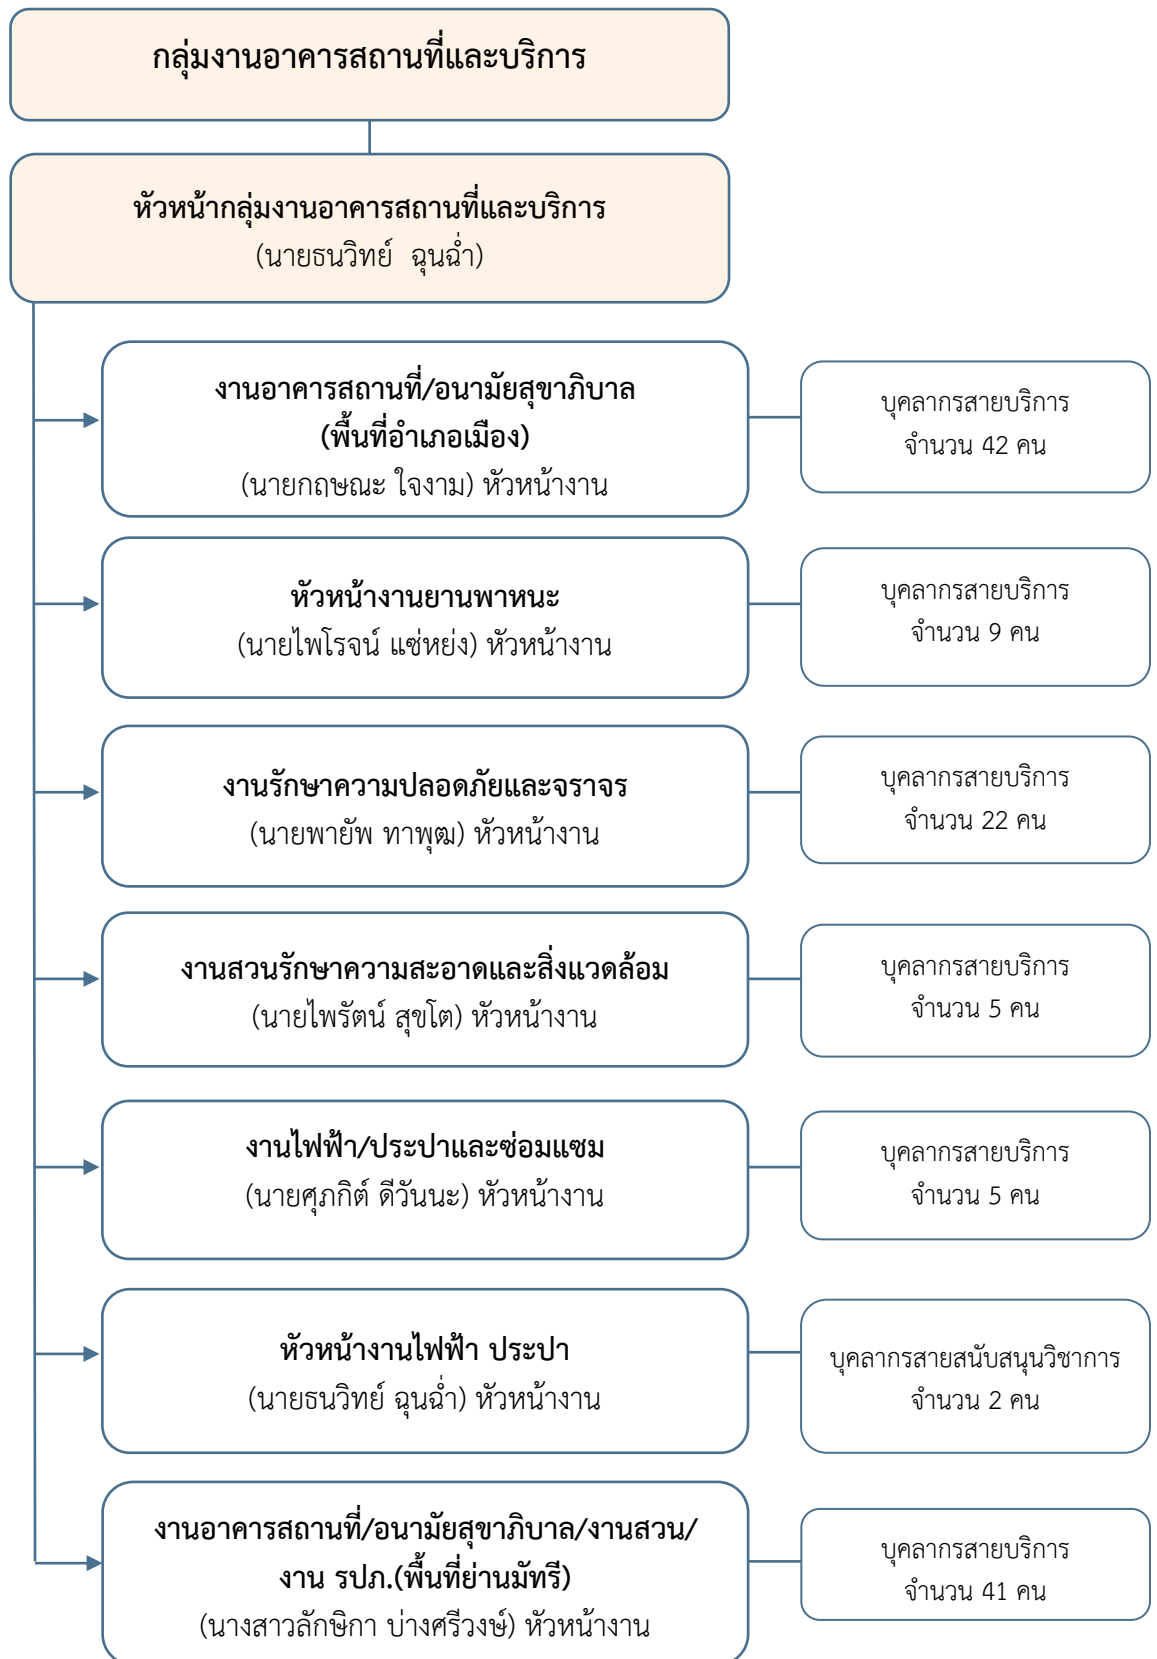 กลุ่มงานอาคารสถานที่และบริการ
หัวหน้ากลุ่มงานอาคารสถานที่และบริการ
(นายธนวิทย์ ฉุนฉ่ำ)
งานอาคารสถานที่/อนามัยสุขาภิบาล
(พื้นที่อำเภอเมือง)
(นายกฤษณะ ใจงาม) หัวหน้างาน
บุคลากรสายบริการ
จำนวน 42 คน
หัวหน้างานยานพาหนะ
(นายไพโรจน์ แซ่หย่ง) หัวหน้างาน
บุคลากรสายบริการ
จำนวน 9 คน
งานรักษาความปลอดภัยและจราจร
(นายพายัพ ทาพุฒ) หัวหน้างาน
บุคลากรสายบริการ
จำนวน 22 คน
งานสวนรักษาความสะอาดและสิ่งแวดล้อม
(นายไพรัตน์ สุขโต) หัวหน้างาน
บุคลากรสายบริการ
จำนวน 5 คน
งานไฟฟ้า/ประปาและซ่อมแซม
(นายศุภกิต์ ดีวันนะ) หัวหน้างาน
บุคลากรสายบริการ
จำนวน 5 คน
หัวหน้างานไฟฟ้า ประปา
(นายธนวิทย์ ฉุนฉ่ำ) หัวหน้างาน
บุคลากรสายสนับสนุนวิชาการ
จำนวน 2 คน
งานอาคารสถานที่/อนามัยสุขาภิบาล/งานสวน/
งาน รปภ.(พื้นที่ย่านมัทรี)
(นางสาวลักษิกา บ่างศรีวงษ์) หัวหน้างาน
บุคลากรสายบริการ
จำนวน 41 คน